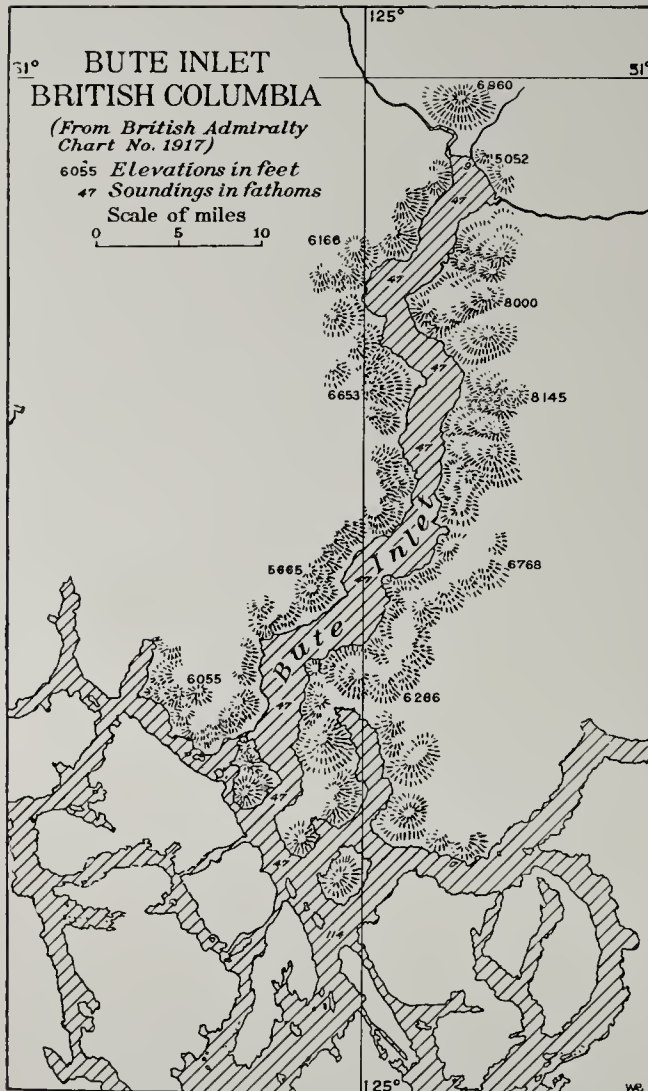 125°
51°
BUTE INLET
BRITISH COLUMBIA
51°
(From British Admiralty
Chart No. 1917)
6055 Elevations in feet
47 Soundings in fathoms
Scale of miles
0 5 10
6860
9
5052
47
6166
47
8000
47
6653
8145
47
Bute Inlet
47
5665
6768
6055
6266
47
47
47
114
125°